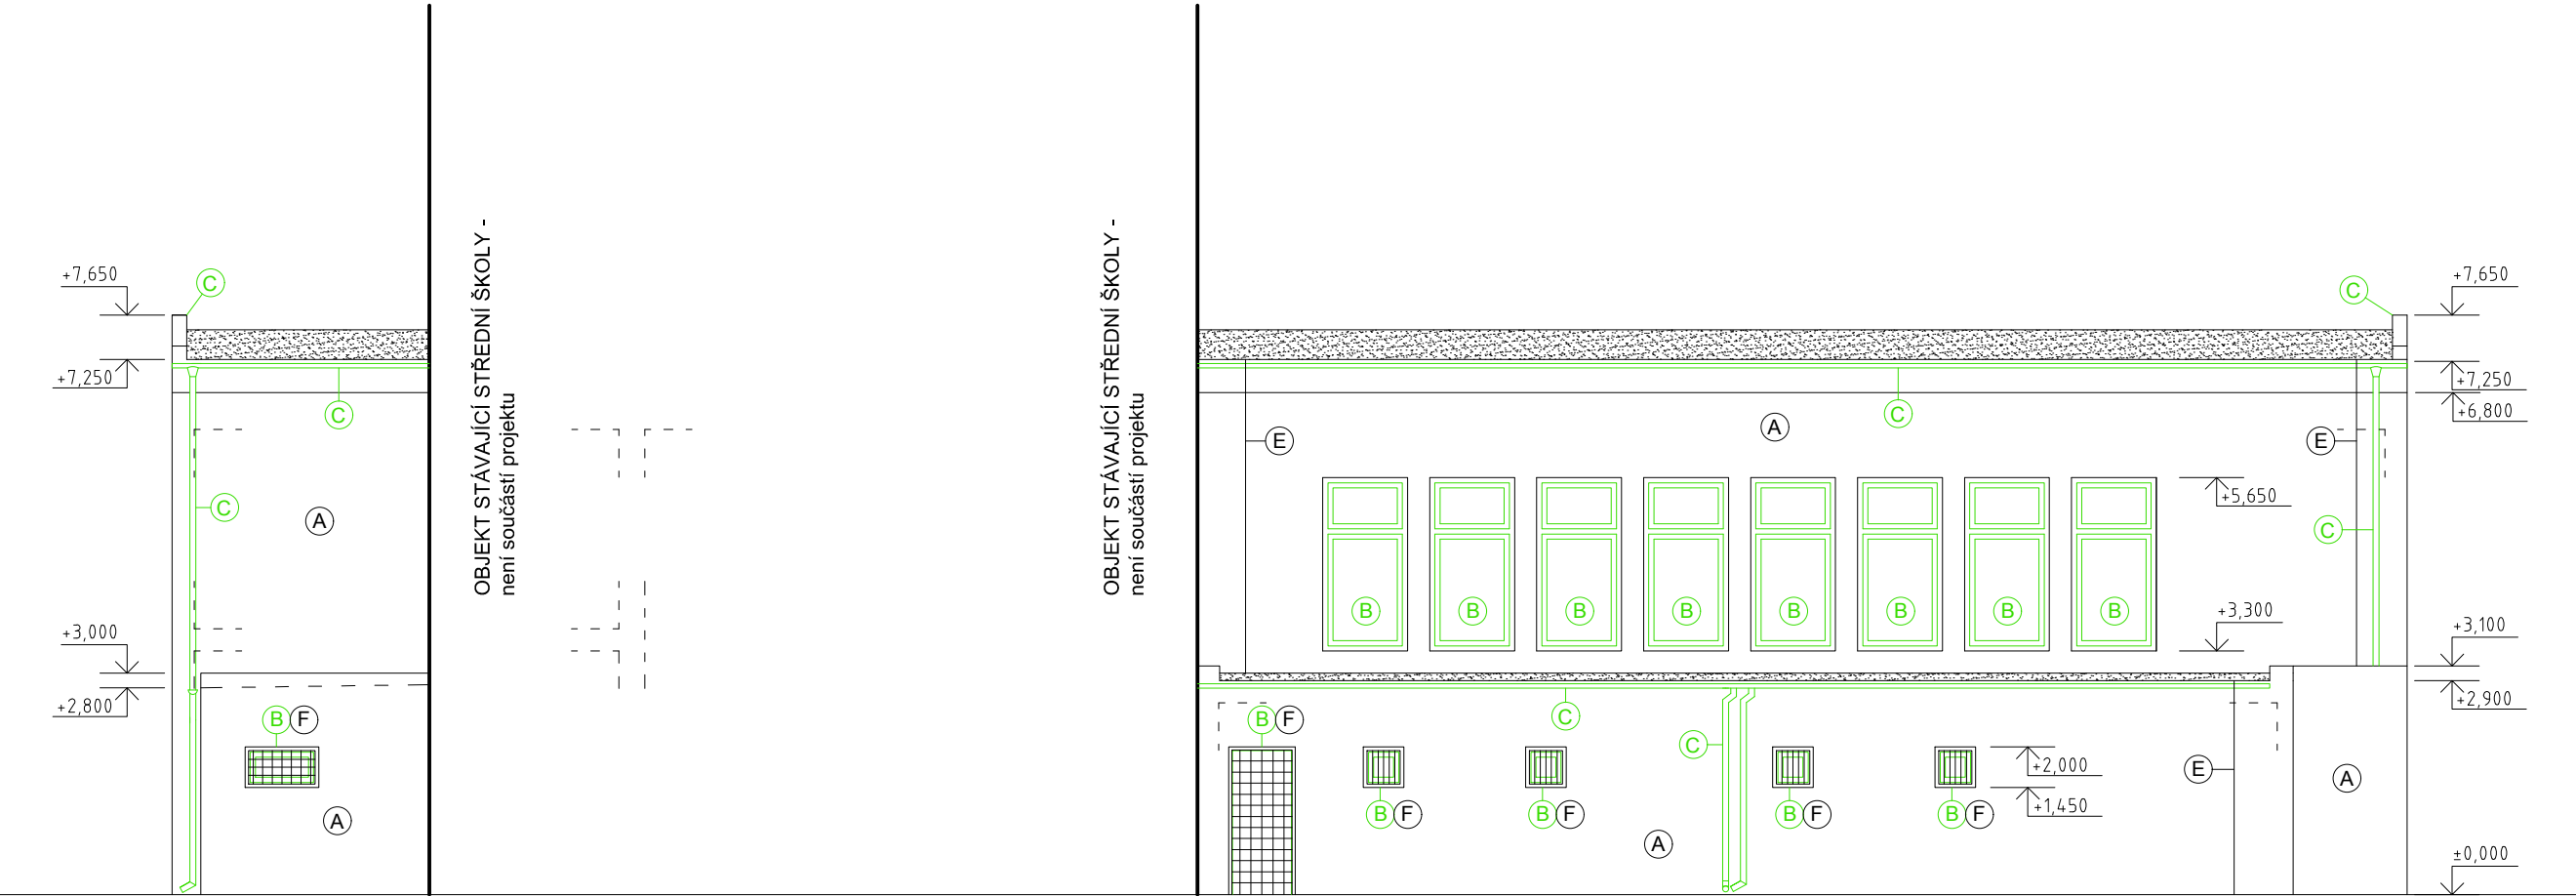 OBJEKT STÁVAJÍCÍ STŘEDNÍ ŠKOLY -
není součástí projektu
OBJEKT STÁVAJÍCÍ STŘEDNÍ ŠKOLY -
není součástí projektu
+7,650
C
C
+7,650
+7,250
C
C
+7,250
+6,800
A
E
E
C
A
+5,650
C
B
B
B
B
B
B
B
B
+3,000
+3,300
+3,100
+2,800
+2,900
B F
B F
C
C
+2,000
E
A
+1,450
A
B F
B F
B F
B F
A
±0,000